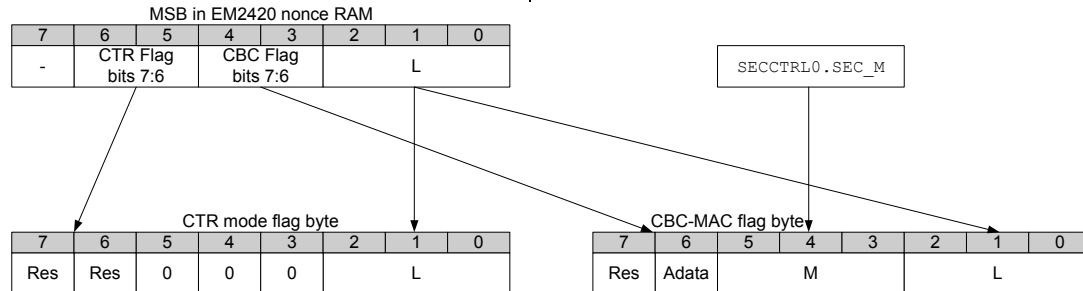 MSB in EM2420 nonce RAM
7 6 5 4 3 2 1 0
- CTR Flag bits 7:6 CBC Flag bits 7:6 L
SECCTRL0.SEC_M
CTR mode flag byte
7 6 5 4 3 2 1 0
Res Res 0 0 0 L
CBC-MAC flag byte
7 6 5 4 3 2 1 0
Res Adata M L